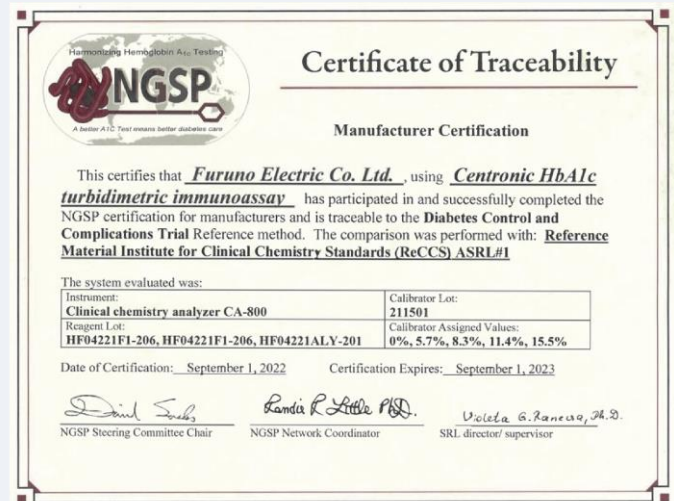 Harmonizing Hemoglobin A1c Testing
NGSP
A better A1C Test means better diabetes care
Certificate of Traceability
Manufacturer Certification
This certifies that Furuno Electric Co. Ltd. , using Centronic HbA1c
turbidimetric immunoassay has participated in and successfully completed the
NGSP certification for manufacturers and is traceable to the Diabetes Control and
Complications Trial Reference method. The comparison was performed with: Reference
Material Institute for Clinical Chemistry Standards (ReCCS) ASRL#1
The system evaluated was:
Instrument:
Clinical chemistry analyzer CA-800
Calibrator Lot:
211501
Reagent Lot:
HF04221F1-206, HF04221F1-206, HF04221ALY-201
Calibrator Assigned Values:
0%, 5.7%, 8.3%, 11.4%, 15.5%
Date of Certification: September 1, 2022 Certification Expires: September 1, 2023
Randie R Little PhD.
NGSP Steering Committee Chair
NGSP Network Coordinator
SRL director/ supervisor